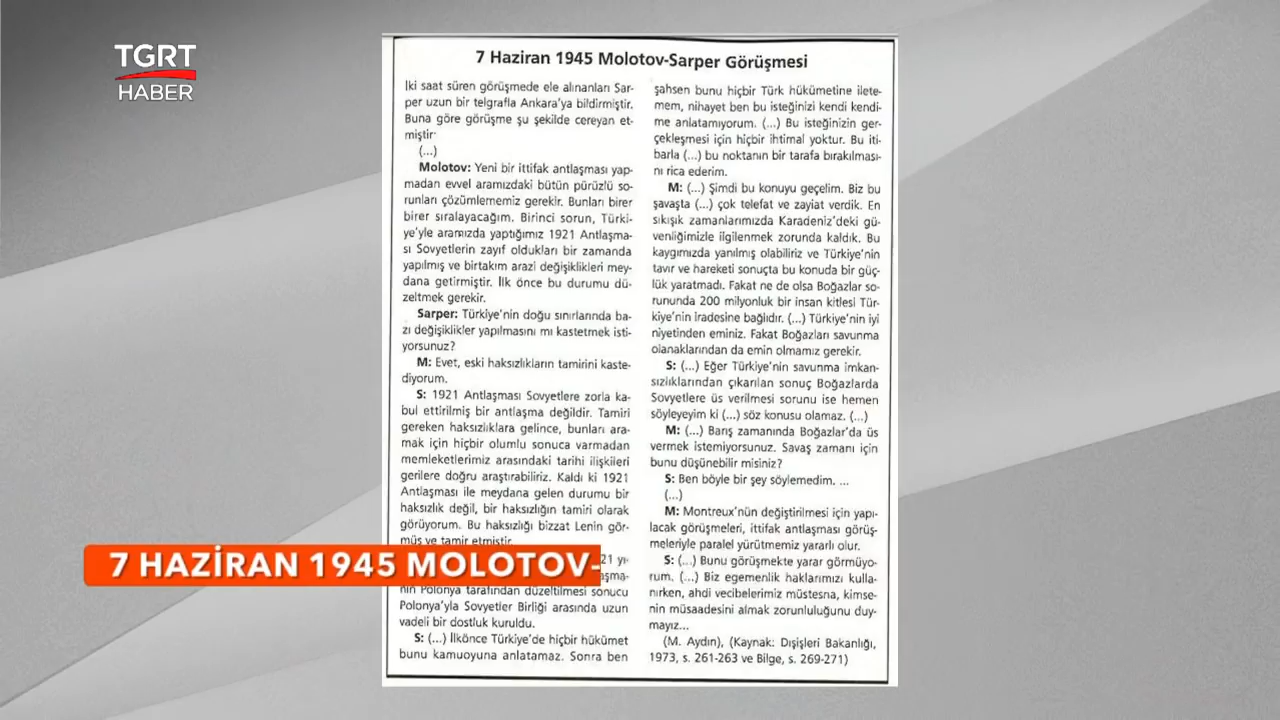 TGRT
HABER
7 Haziran 1945 Molotov-Sarper Görüşmesi
İki saat süren görüşmede ele alınanları Sar-
per uzun bir telgrafla Ankara'ya bildirmiştir.
Buna göre görüşme şu şekilde cereyan et-
miştir:
(...)
Molotov: Yeni bir ittifak antlaşması yap-
madan evvel aramızdaki bütün pürüzlü so-
runları çözümlememiz gerekir. Bunları birer
birer sıralayacağım. Birinci sorun, Türki-
ye'yle aramızda yaptığımız 1921 Antlaşma-
sı Sovyetlerin zayıf oldukları bir zamanda
yapılmış ve birtakım arazi değişiklikleri mey-
dana getirmiştir. İlk önce bu durumu dü-
zeltmek gerekir.
Sarper: Türkiye'nin doğu sınırlarında ba-
zı değişiklikler yapılmasını mı kastetmek isti-
yorsunuz?
M: Evet, eski haksızlıkların tamirini kaste-
diyorum.
S: 1921 Antlaşması Sovyetlere zorla ka-
bul ettirilmiş bir antlaşma değildir. Tamiri
gereken haksızlıklara gelince, bunları ara-
mak için hiçbir olumlu sonuca varmadan
memleketlerimiz arasındaki tarihi ilişkileri
gerilere doğru araştırabiliriz. Kaldı ki 1921
Antlaşması ile meydana gelen durumu bir
haksızlık değil, bir haksızlığın tamiri olarak
görüyorum. Bu haksızlığı bizzat Lenin gör-
müş ve tamir etmiştir.
21 yı-
aşma-
nın Polonya tarafından düzeltilmesi sonucu
Polonya'yla Sovyetler Birliği arasında uzun
vadeli bir dostluk kuruldu.
S: (...) İlkönce Türkiye'de hiçbir hükümet
bunu kamuoyuna anlatamaz. Sonra ben
şahsen bunu hiçbir Türk hükümetine ilete-
mem, nihayet ben bu isteğinizi kendi kendi-
me anlatamıyorum. (...) Bu isteğinizin ger-
çekleşmesi için hiçbir ihtimal yoktur. Bu iti-
barla (...) bu noktanın bir tarafa bırakılması-
nı rica ederim.
M: (...) Şimdi bu konuyu geçelim. Biz bu
savaşta (...) çok telefat ve zayiat verdik. En
sıkışık zamanlarımızda Karadeniz'deki gü-
venliğimizle ilgilenmek zorunda kaldık. Bu
kaygımızda yanılmış olabiliriz ve Türkiye'nin
tavır ve hareketi sonuçta bu konuda bir güç-
lük yaratmadı. Fakat ne de olsa Boğazlar so-
rununda 200 milyonluk bir insan kitlesi Tür-
kiye'nin iradesine bağlıdır. (...) Türkiye'nin iyi
niyetinden eminiz. Fakat Boğazları savunma
olanaklarından da emin olmamız gerekir.
S: (...) Eğer Türkiye'nin savunma imkan-
sızlıklarından çıkarılan sonuç Boğazlarda
Sovyetlere üs verilmesi sorunu ise hemen
söyleyeyim ki (...) söz konusu olamaz. (...)
M: (...) Barış zamanında Boğazlar'da üs
vermek istemiyorsunuz. Savaş zamanı için
bunu düşünebilir misiniz?
S: Ben böyle bir şey söylemedim. ...
(...)
M: Montreux'nün değiştirilmesi için yapı-
lacak görüşmeleri, ittifak antlaşması görüş-
meleriyle paralel yürütmemiz yararlı olur.
S: (...) Bunu görüşmekte yarar görmüyo-
rum. (...) Biz egemenlik haklarımızı kulla-
nırken, ahdi vecibelerimiz müstesna, kimse-
nin müsaadesini almak zorunluluğunu duy-
mayız...
(M. Aydın), (Kaynak: Dışişleri Bakanlığı,
1973, s. 261-263 ve Bilge, s. 269-271)
7 HAZİRAN 1945 MOLOTOV-